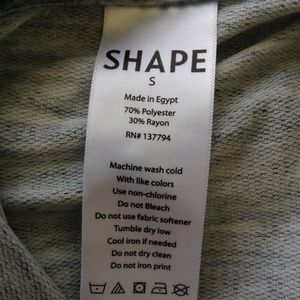 SHAPE
S
Made in Egypt
70% Polyester
30% Rayon
RN# 137794
Machine wash cold
With like colors
Use non-chlorine
Do not Bleach
Do not use fabric softener
Tumble dry low
Cool iron if needed
Do not dry clean
Do not iron print